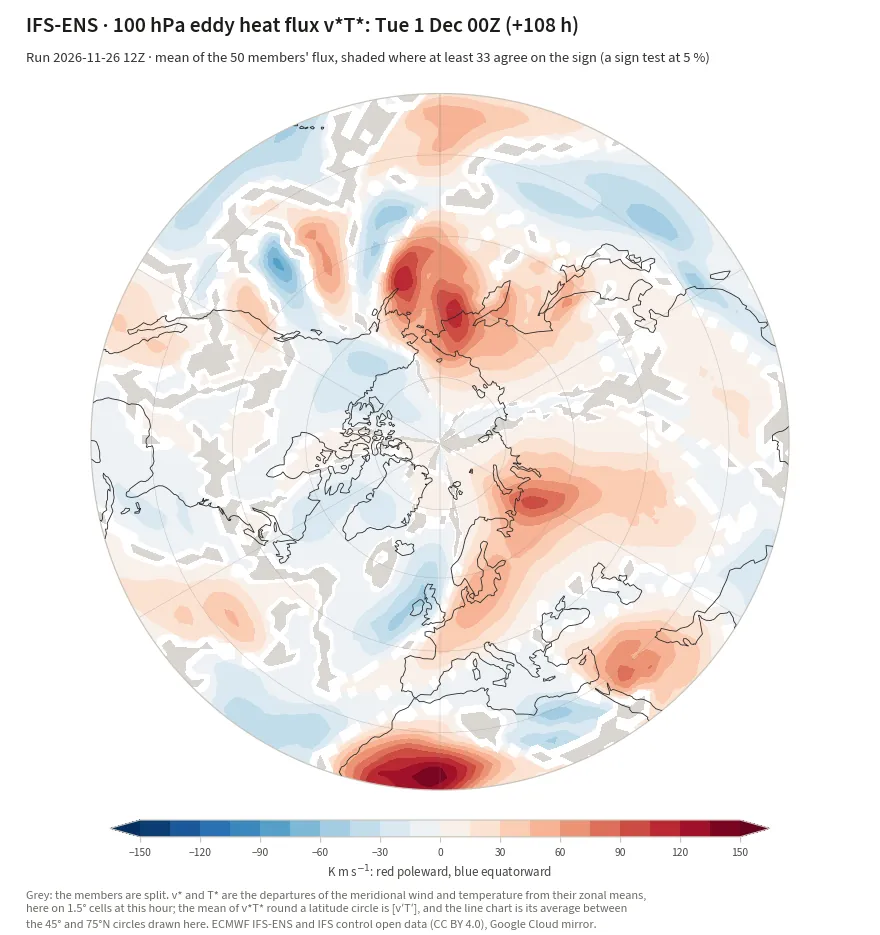 IFS-ENS · 100 hPa eddy heat flux v*T*: Tue 1 Dec 00Z (+108 h)
Run 2026-11-26 12Z · mean of the 50 members' flux, shaded where at least 33 agree on the sign (a sign test at 5 %)
−150 −120 −90 −60 −30 0 30 60 90 120 150
K m s⁻¹: red poleward, blue equatorward
Grey: the members are split. v* and T* are the departures of the meridional wind and temperature from their zonal means,
here on 1.5° cells at this hour; the mean of v*T* round a latitude circle is [v′T′], and the line chart is its average between
the 45° and 75°N circles drawn here. ECMWF IFS-ENS and IFS control open data (CC BY 4.0), Google Cloud mirror.